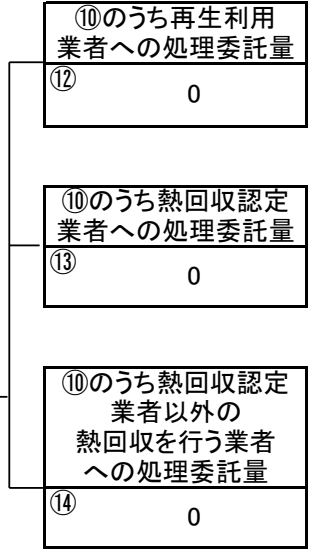 ⑩のうち再生利用
業者への処理委託量
⑫
0
⑩のうち熱回収認定
業者への処理委託量
⑬
0
⑩のうち熱回収認定
業者以外の
熱回収を行う業者
への処理委託量
⑭
0